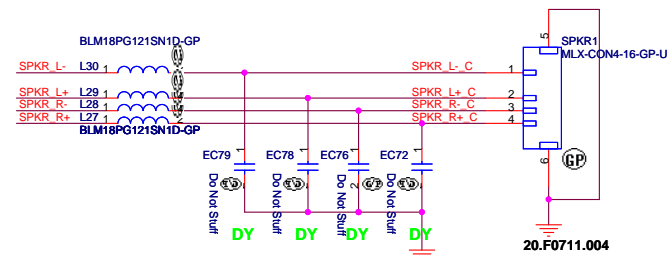 BLM18PG121SN1D-GP
SPKR_L- L30 1 SPKR_L-_C 1
SPKR_L+ L29 1 SPKR_L+_C 2
SPKR_R- L28 1 SPKR_R-_C 3
SPKR_R+ L27 1 2 SPKR_R+_C 4
BLM18PG121SN1D-GP
5
SPKR1
MLX-CON4-16-GP-U
6
GP
20.F0711.004
EC79 1 EC78 1 EC76 1 EC72 1
2 2
Do Not Stuff Do Not Stuff Do Not Stuff Do Not Stuff
DY DY DY DY